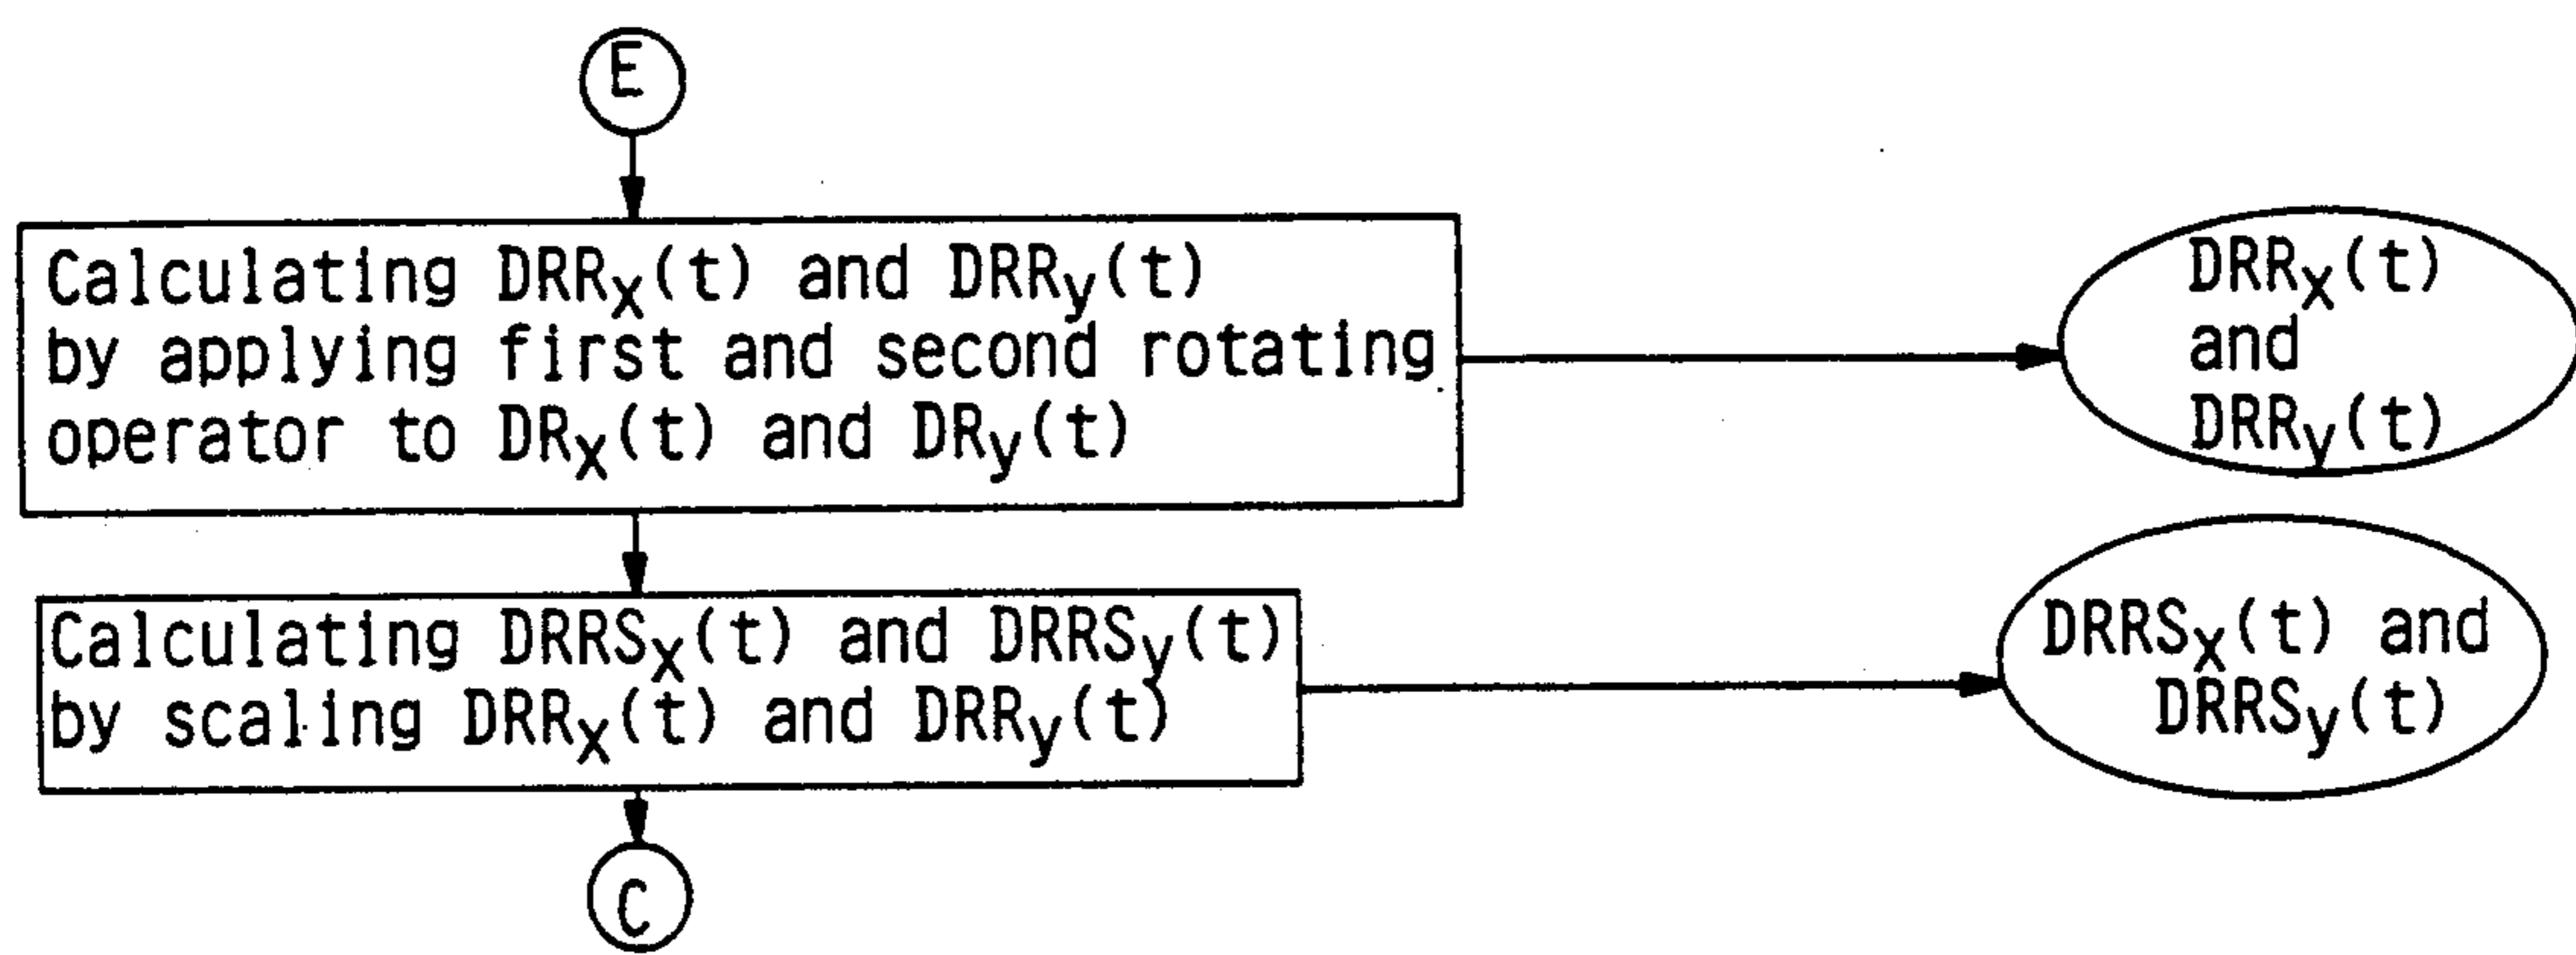 E
Calculating DRRx(t) and DRRy(t)
by applying first and second rotating
operator to DRx(t) and DRy(t)
DRRx(t)
and
DRRy(t)
Calculating DRRSx(t) and DRRSy(t)
by scaling DRRx(t) and DRRy(t)
DRRSx(t) and
DRRSy(t)
C